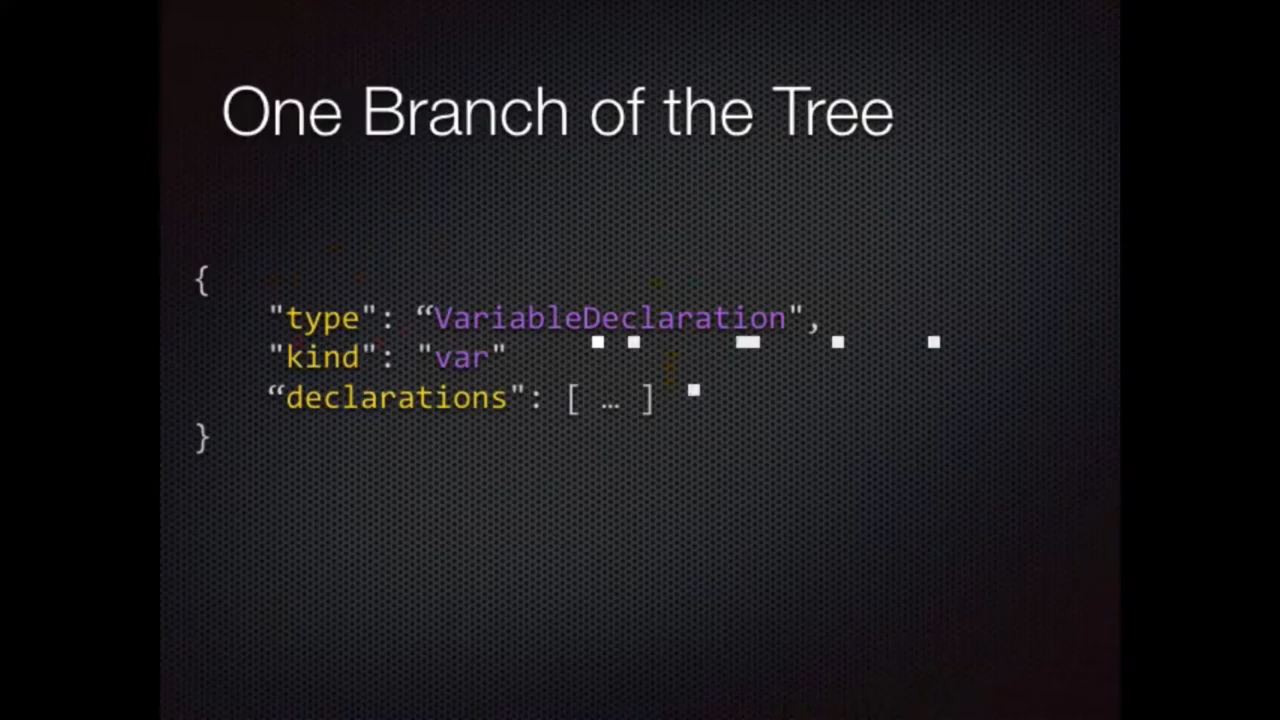 One Branch of the Tree
{
"type": “VariableDeclaration",
"kind": "var"
“declarations": [ … ]
}